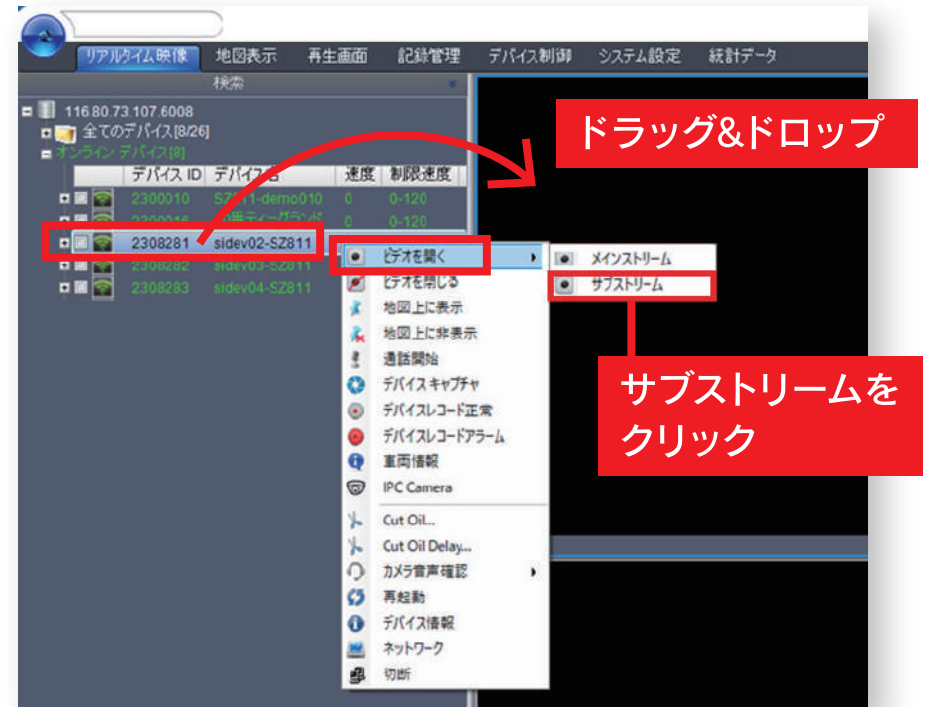 リアルタイム映像 地図表示 再生画面 記録管理 デバイス制御 システム設定 統計データ
検索
116.80.73.107.6008
全てのデバイス[8/26]
オンラインデバイス[8]
デバイス ID デバイス名 速度 制限速度
2300010 SZ811-demo010 0 0-120
0 0-120
2308281 sidev02-SZ811
2308282 sidev03-SZ811
2308283 sidev04-SZ811
ドラッグ&ドロップ
ビデオを開く
ビデオを閉じる
地図上に表示
地図上に非表示
通話開始
デバイスキャプチャ
デバイスレコード正常
デバイスレコードアラーム
車両情報
IPC Camera
Cut Oil...
Cut Oil Delay...
カメラ音声確認
再起動
デバイス情報
ネットワーク
切断
メインストリーム
サブストリーム
サブストリームを
クリック